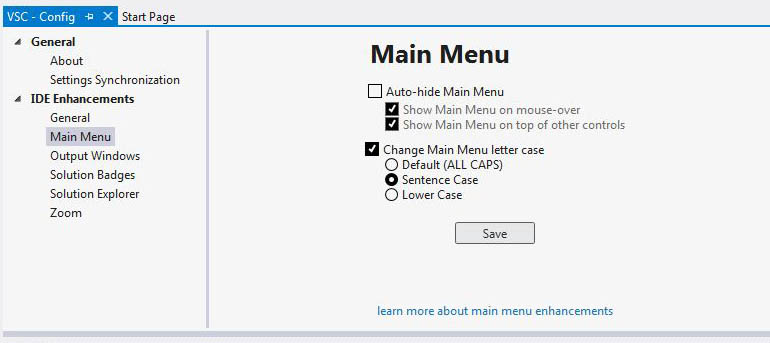 VSC - Config
Start Page
General
About
Settings Synchronization
IDE Enhancements
General
Main Menu
Output Windows
Solution Badges
Solution Explorer
Zoom
Main Menu
Auto-hide Main Menu
Show Main Menu on mouse-over
Show Main Menu on top of other controls
Change Main Menu letter case
Default (ALL CAPS)
Sentence Case
Lower Case
Save
learn more about main menu enhancements